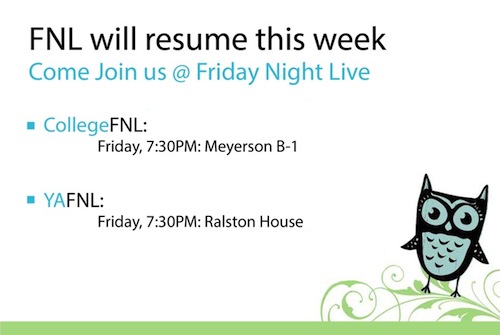 FNL will resume this week
Come Join us @ Friday Night Live
CollegeFNL:
Friday, 7:30PM: Meyerson B-1
YAFNL:
Friday, 7:30PM: Ralston House